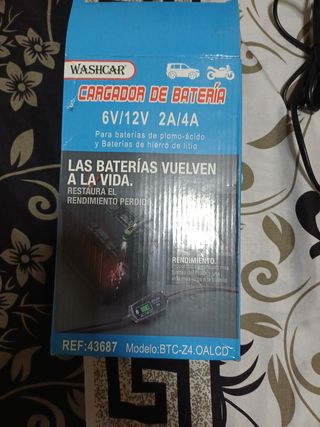 WASHCAR
CARGADOR DE BATERÍA
6V/12V 2A/4A
Para baterías de plomo-ácido
y Baterías de hierro de litio
LAS BATERÍAS VUELVEN
A LA VIDA.
RESTAURA EL
RENDIMIENTO PERDIDO.
RENDIMIENTO.
REF:43687 Modelo:BTC-Z4.OALCD